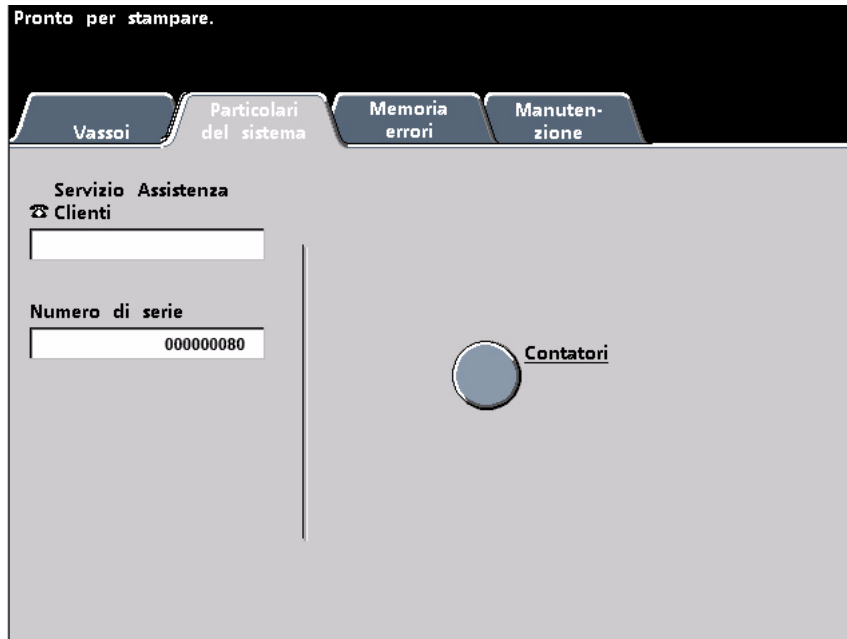 Pronto per stampare.
Vassoi
Particolari
del sistema
Memoria
errori
Manuten-
zione
Servizio Assistenza
☎ Clienti
Numero di serie
000000080
Contatori